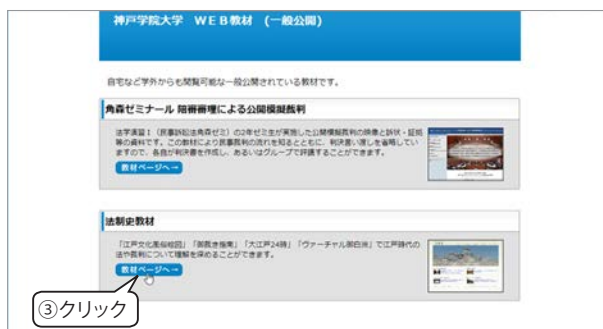 神戸学院大学 WEB教材 (一般公開)
自宅など学外からも閲覧可能な一般公開されている教材です。
角森ゼミナール 陪審審理による公開模擬裁判
法学演習Ⅰ（民事訴訟法角森ゼミ）の2年ゼミ生が実施した公開模擬裁判の映像と訴状・証拠
等の資料です。この教材により民事裁判の流れを知るとともに、判決言い渡しを省略してい
ますので、各自が判決書を作成し、あるいはグループで評議することができます。
教材ページへ→
法制史教材
「江戸文化風俗絵図」「御裁き指南」「大江戸24時」「ヴァーチャル御白洲」で江戸時代の
法や裁判について理解を深めることができます。
教材ページへ→
③クリック